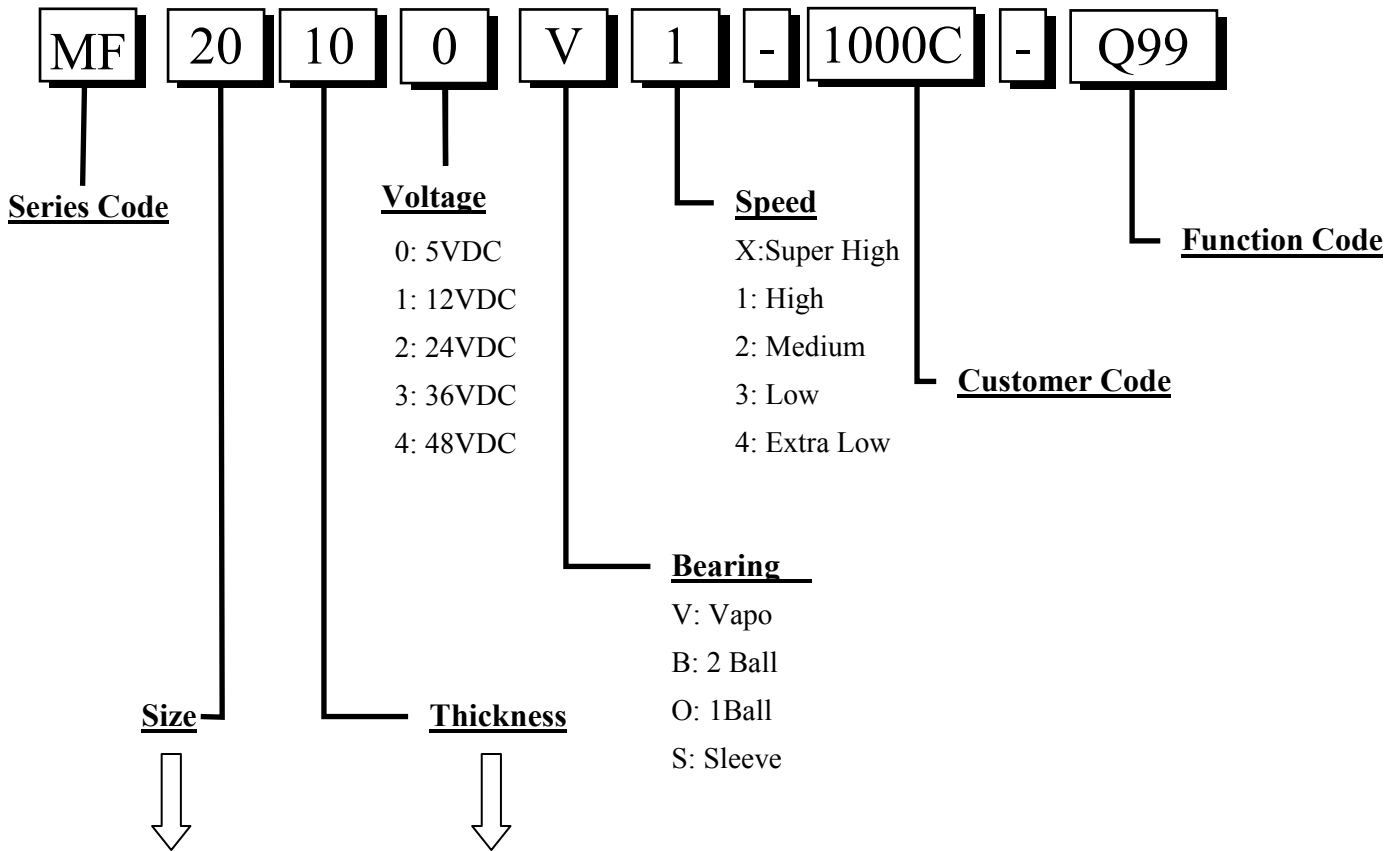 MF 20 10 0 V 1 - 1000C - Q99
Series Code
Voltage
0: 5VDC
1: 12VDC
2: 24VDC
3: 36VDC
4: 48VDC
Speed
X:Super High
1: High
2: Medium
3: Low
4: Extra Low
Function Code
Customer Code
Bearing
V: Vapo
B: 2 Ball
O: 1Ball
S: Sleeve
Size
Thickness